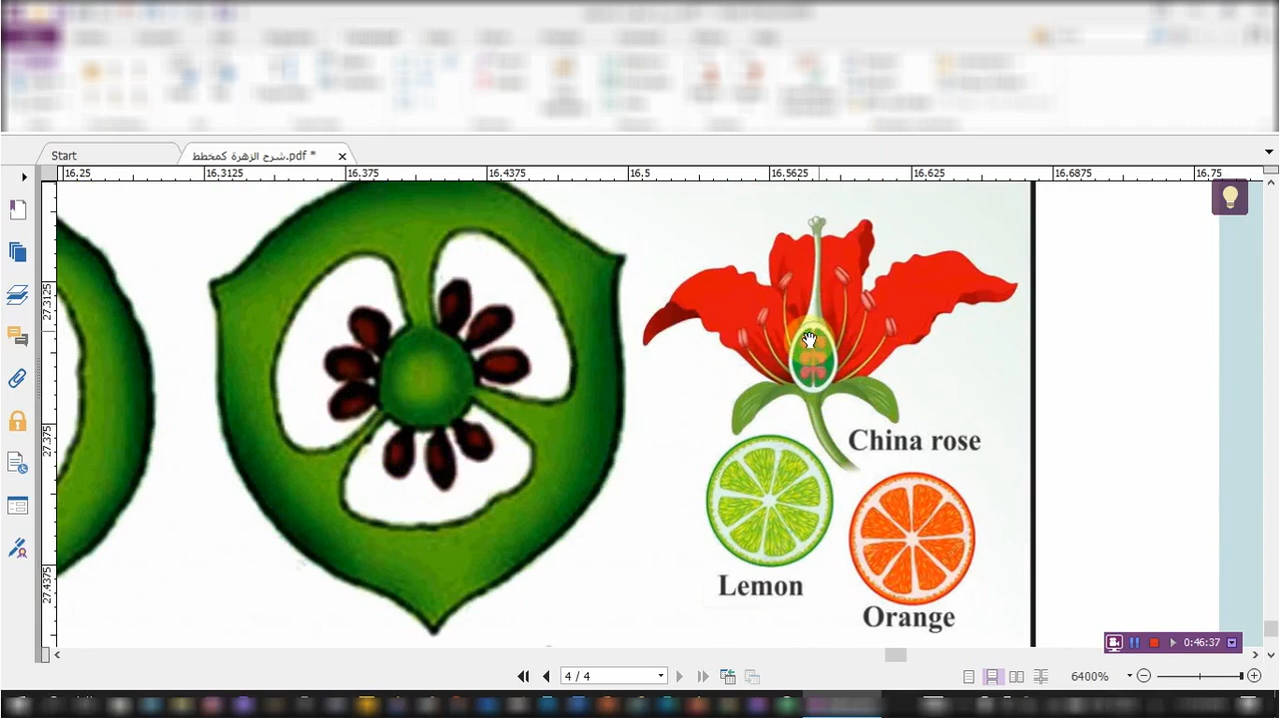 Start
شرح الزهرة كمخطط.pdf *
16.25 16.3125 16.375 16.4375 16.5 16.5625 16.625 16.6875 16.75
27.3125
27.375
27.4375
China rose
Lemon
Orange
0:46:37
4 / 4
6400%